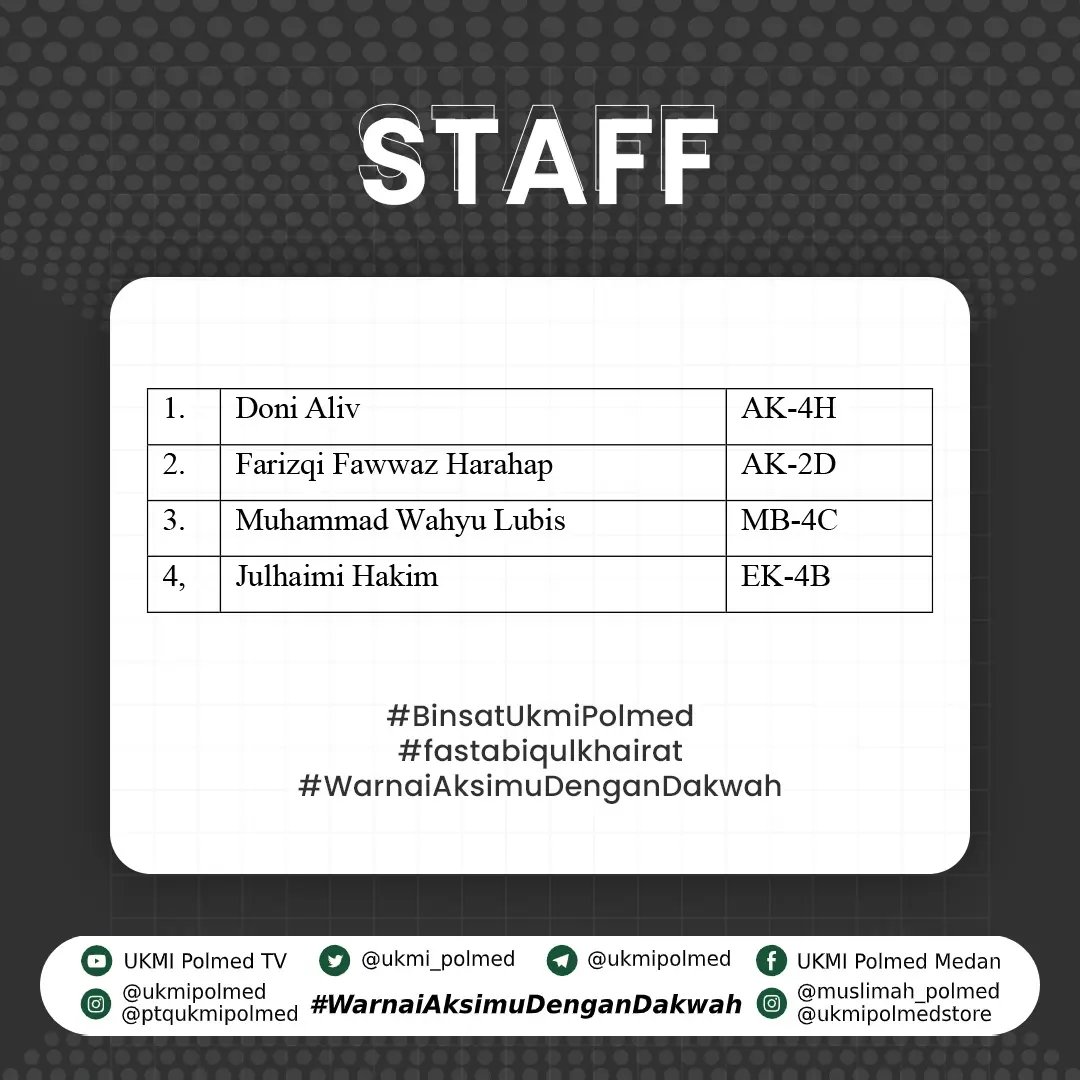 STAFF
1. Doni Aliv AK-4H
2. Farizqi Fawwaz Harahap AK-2D
3. Muhammad Wahyu Lubis MB-4C
4, Julhaimi Hakim EK-4B
#BinsatUkmiPolmed
#fastabiqulkhairat
#WarnaiAksimuDenganDakwah
UKMI Polmed TV @ukmi_polmed @ukmipolmed UKMI Polmed Medan
@ukmipolmed
@ptqukmipolmed
#WarnaiAksimuDenganDakwah
@muslimah_polmed
@ukmipolmedstore